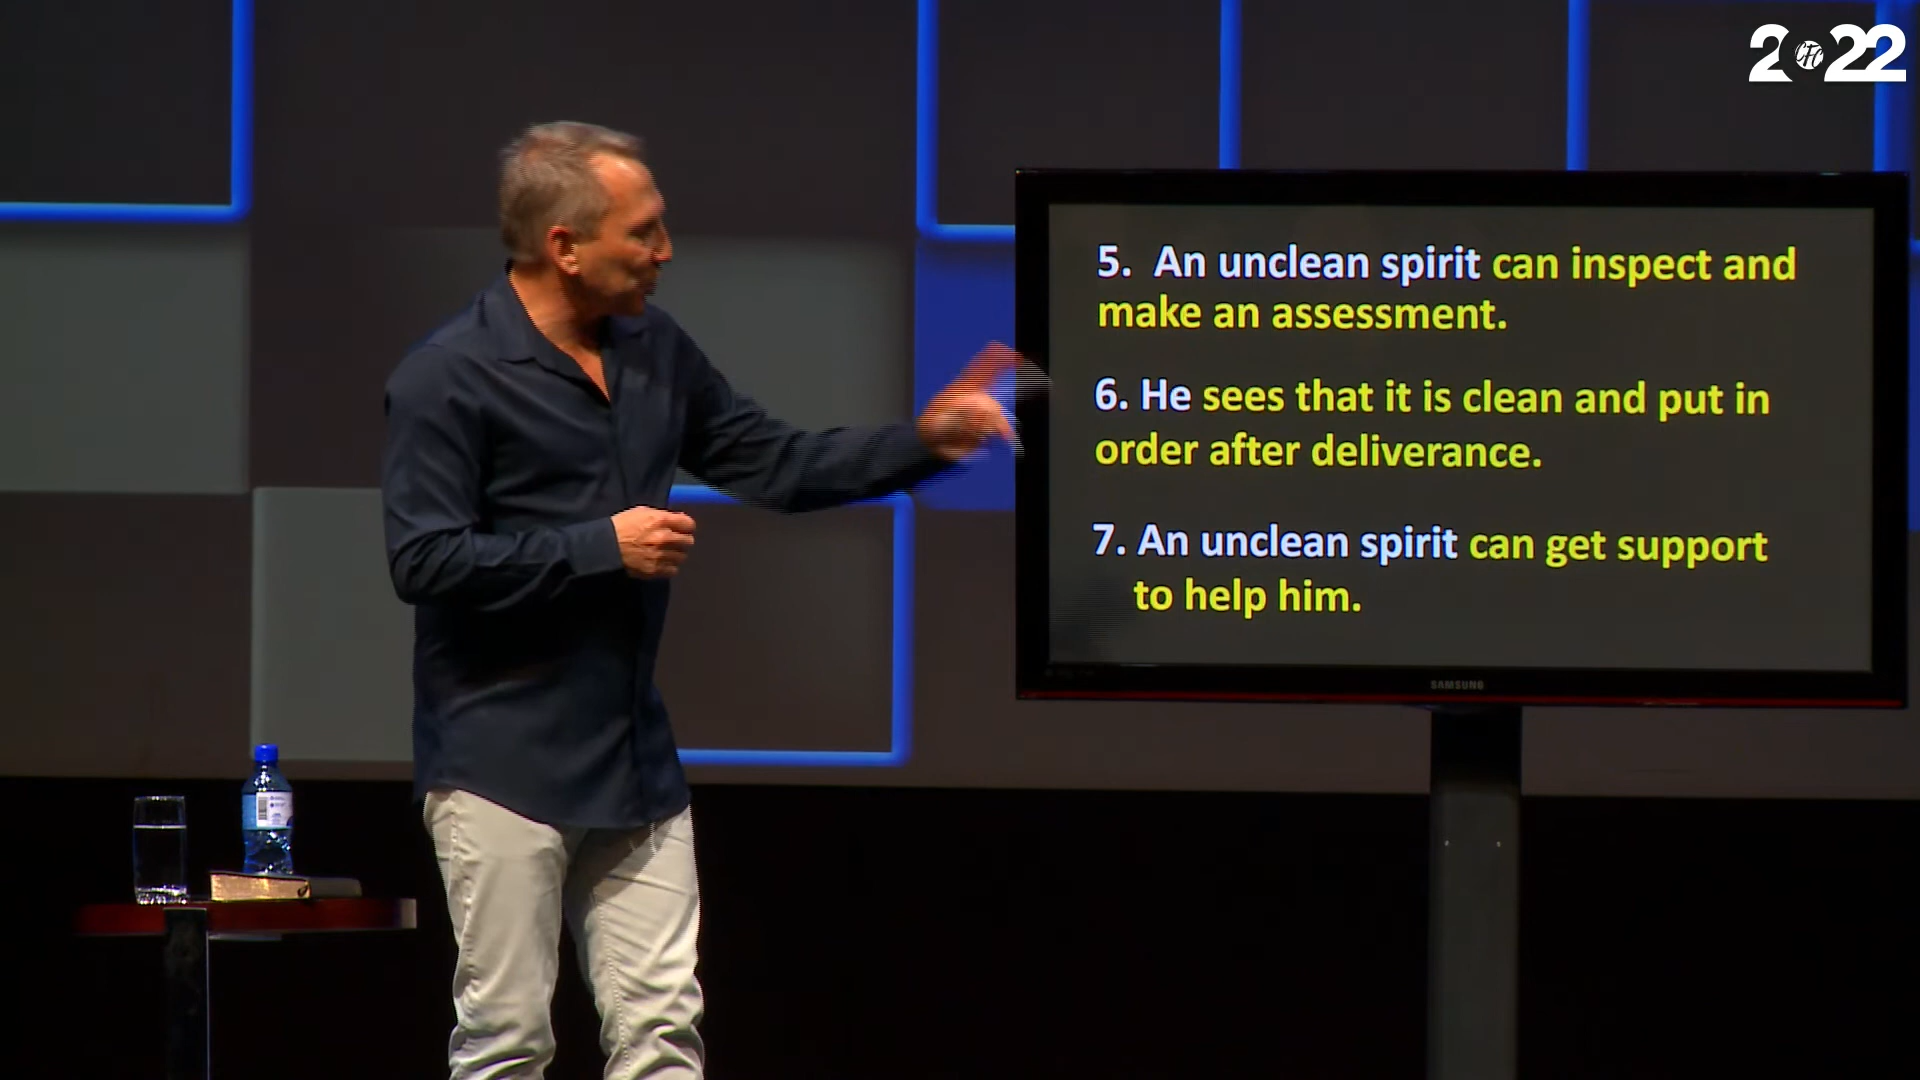 2022
5. An unclean spirit can inspect and
make an assessment.
6. He sees that it is clean and put in
order after deliverance.
7. An unclean spirit can get support
to help him.
SAMSUNG